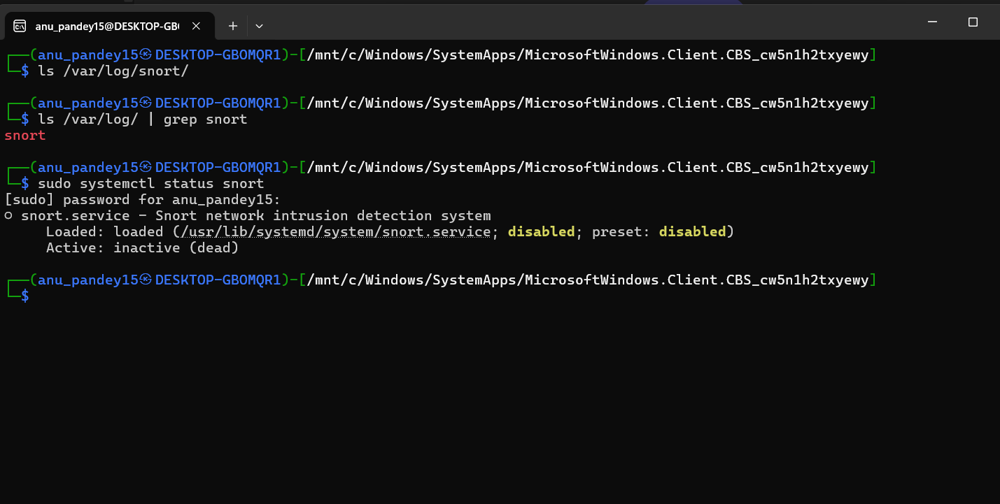 anu_pandey15@DESKTOP-GB
┌──(anu_pandey15㉿DESKTOP-GBOMQR1)-[/mnt/c/Windows/SystemApps/MicrosoftWindows.Client.CBS_cw5n1h2txyewy]
└─$ ls /var/log/snort/
┌──(anu_pandey15㉿DESKTOP-GBOMQR1)-[/mnt/c/Windows/SystemApps/MicrosoftWindows.Client.CBS_cw5n1h2txyewy]
└─$ ls /var/log/ | grep snort
snort
┌──(anu_pandey15㉿DESKTOP-GBOMQR1)-[/mnt/c/Windows/SystemApps/MicrosoftWindows.Client.CBS_cw5n1h2txyewy]
└─$ sudo systemctl status snort
[sudo] password for anu_pandey15:
○ snort.service - Snort network intrusion detection system
Loaded: loaded (/usr/lib/systemd/system/snort.service; disabled; preset: disabled)
Active: inactive (dead)
┌──(anu_pandey15㉿DESKTOP-GBOMQR1)-[/mnt/c/Windows/SystemApps/MicrosoftWindows.Client.CBS_cw5n1h2txyewy]
└─$